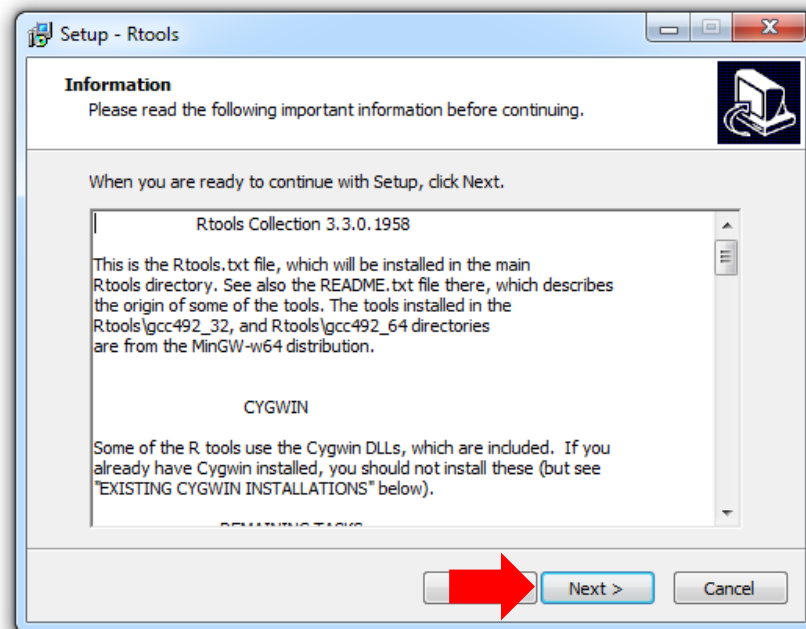 Setup - Rtools
Information
Please read the following important information before continuing.
When you are ready to continue with Setup, click Next.
Rtools Collection 3.3.0.1958
This is the Rtools.txt file, which will be installed in the main
Rtools directory. See also the README.txt file there, which describes
the origin of some of the tools. The tools installed in the
Rtools\gcc492_32, and Rtools\gcc492_64 directories
are from the MinGW-w64 distribution.
CYGWIN
Some of the R tools use the Cygwin DLLs, which are included.  If you
already have Cygwin installed, you should not install these (but see
"EXISTING CYGWIN INSTALLATIONS" below).
REMAINING TASKS
Next >
Cancel